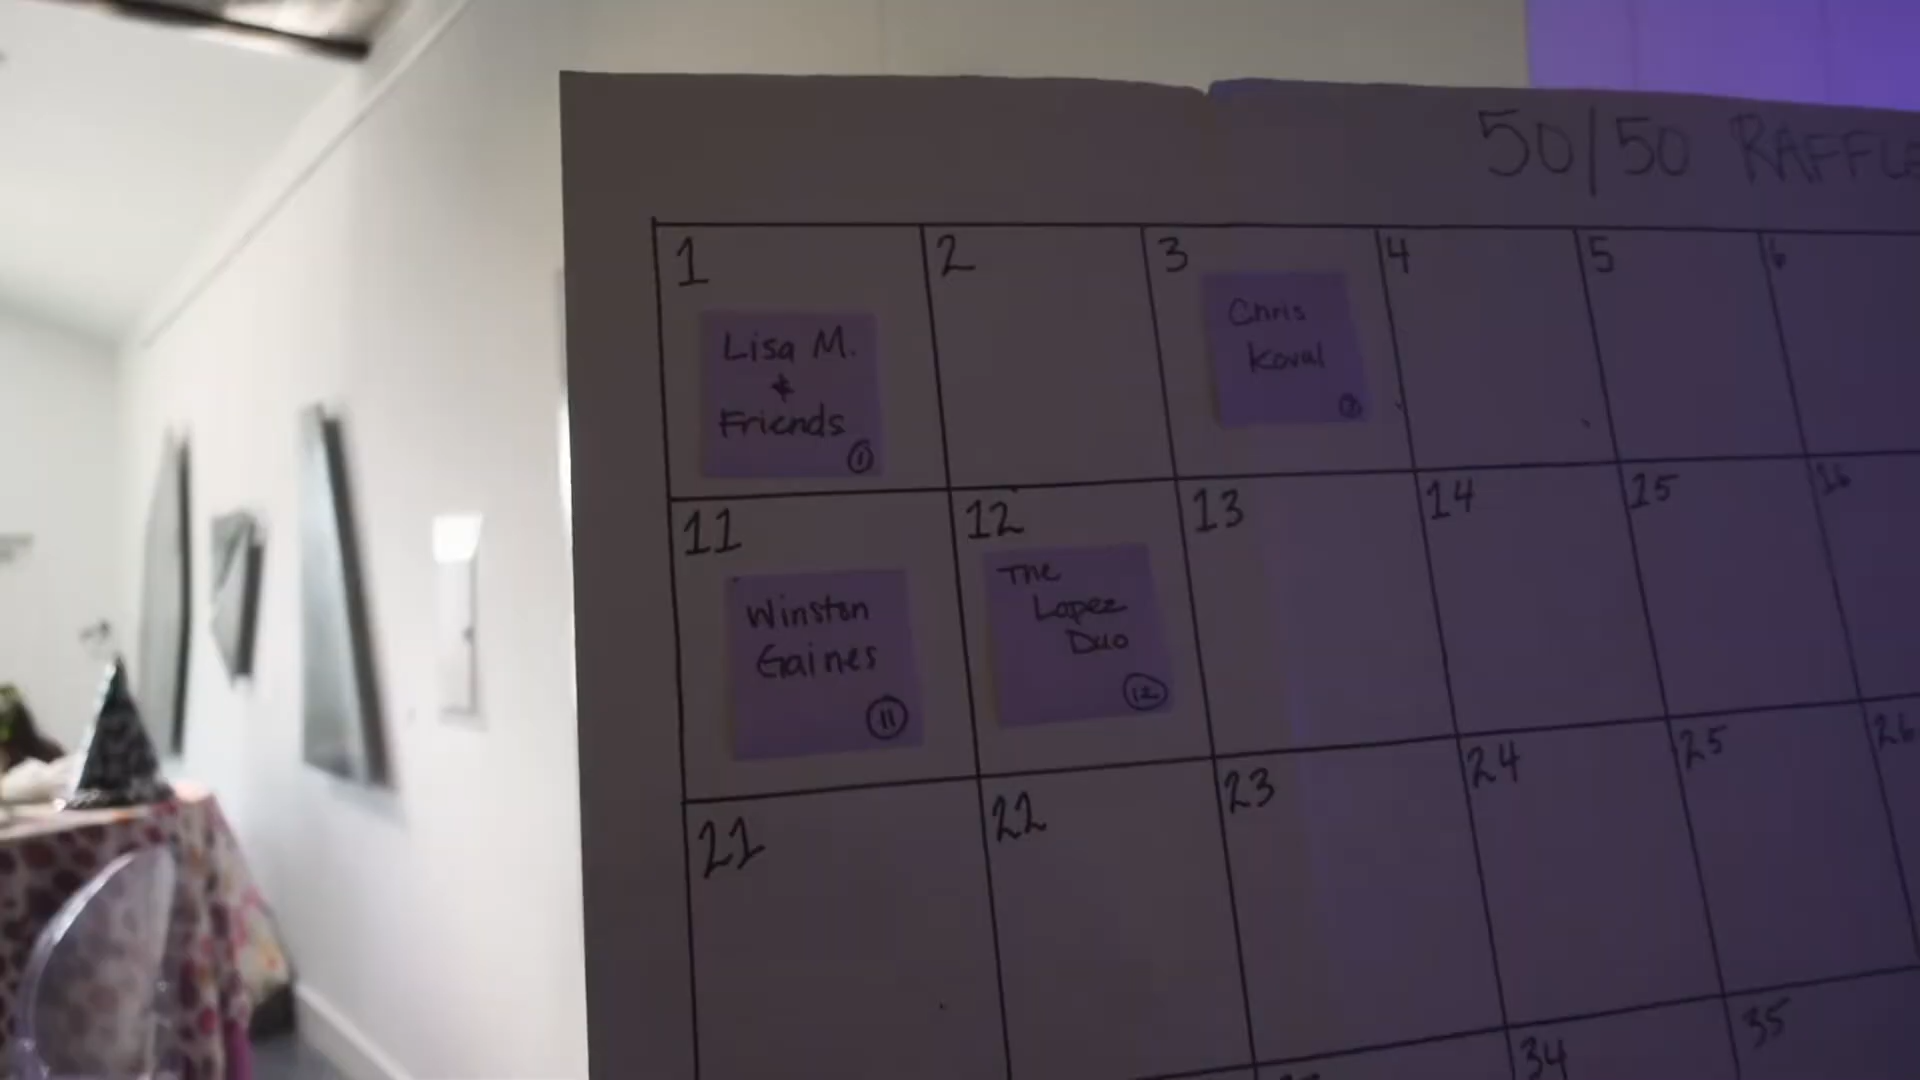 50/50 RAFFLE
1
2
3
4
5
6
Lisa M.
&
Friends
1
Chris
Koval
11
12
13
14
15
16
Winston
Gaines
11
The
Lopez
Duo
12
21
22
23
24
25
26
34
35